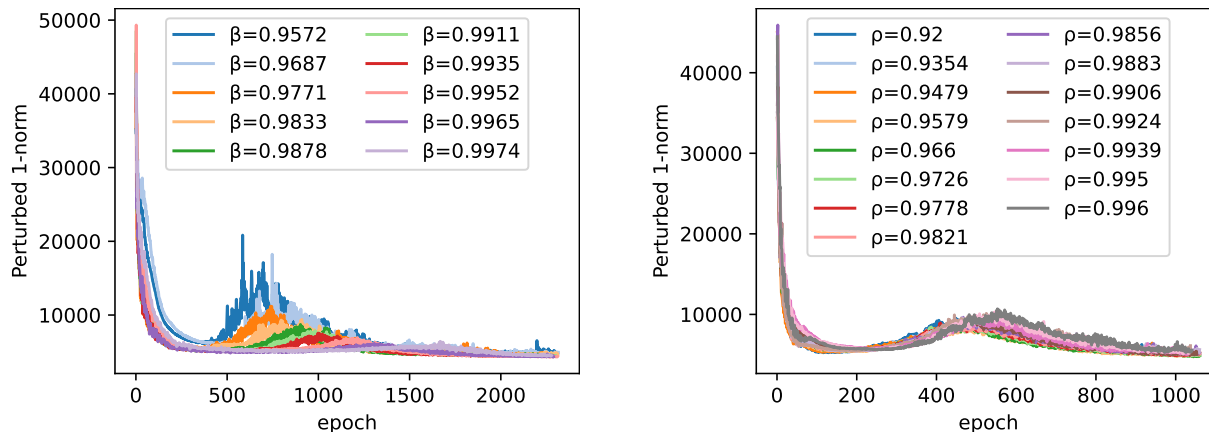 50000
40000
30000
20000
10000
Perturbed 1-norm
0
500
1000
1500
2000
epoch
β=0.9572
β=0.9687
β=0.9771
β=0.9833
β=0.9878
β=0.9911
β=0.9935
β=0.9952
β=0.9965
β=0.9974
40000
30000
20000
10000
Perturbed 1-norm
0
200
400
600
800
1000
epoch
ρ=0.92
ρ=0.9354
ρ=0.9479
ρ=0.9579
ρ=0.966
ρ=0.9726
ρ=0.9778
ρ=0.9821
ρ=0.9856
ρ=0.9883
ρ=0.9906
ρ=0.9924
ρ=0.9939
ρ=0.995
ρ=0.996